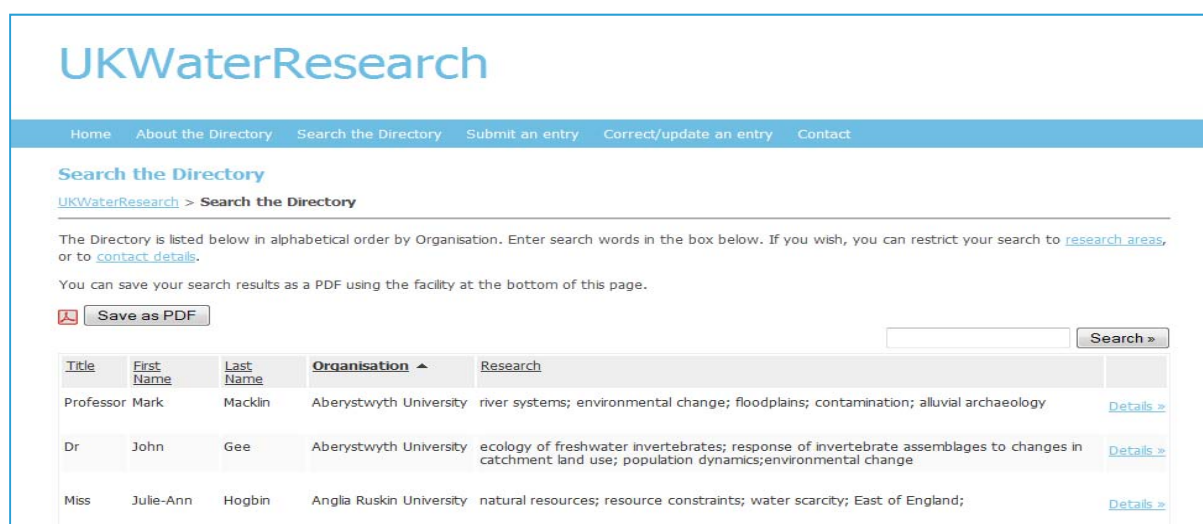 UKWaterResearch
Home About the Directory Search the Directory Submit an entry Correct/update an entry Contact
Search the Directory
UKWaterResearch > Search the Directory
The Directory is listed below in alphabetical order by Organisation. Enter search words in the box below. If you wish, you can restrict your search to research areas,
or to contact details.
You can save your search results as a PDF using the facility at the bottom of this page.
Save as PDF
Search »
Title First Name Last Name Organisation ▲ Research
Professor Mark Macklin Aberystwyth University river systems; environmental change; floodplains; contamination; alluvial archaeology Details »
Dr John Gee Aberystwyth University ecology of freshwater invertebrates; response of invertebrate assemblages to changes in
catchment land use; population dynamics;environmental change Details »
Miss Julie-Ann Hogbin Anglia Ruskin University natural resources; resource constraints; water scarcity; East of England; Details »